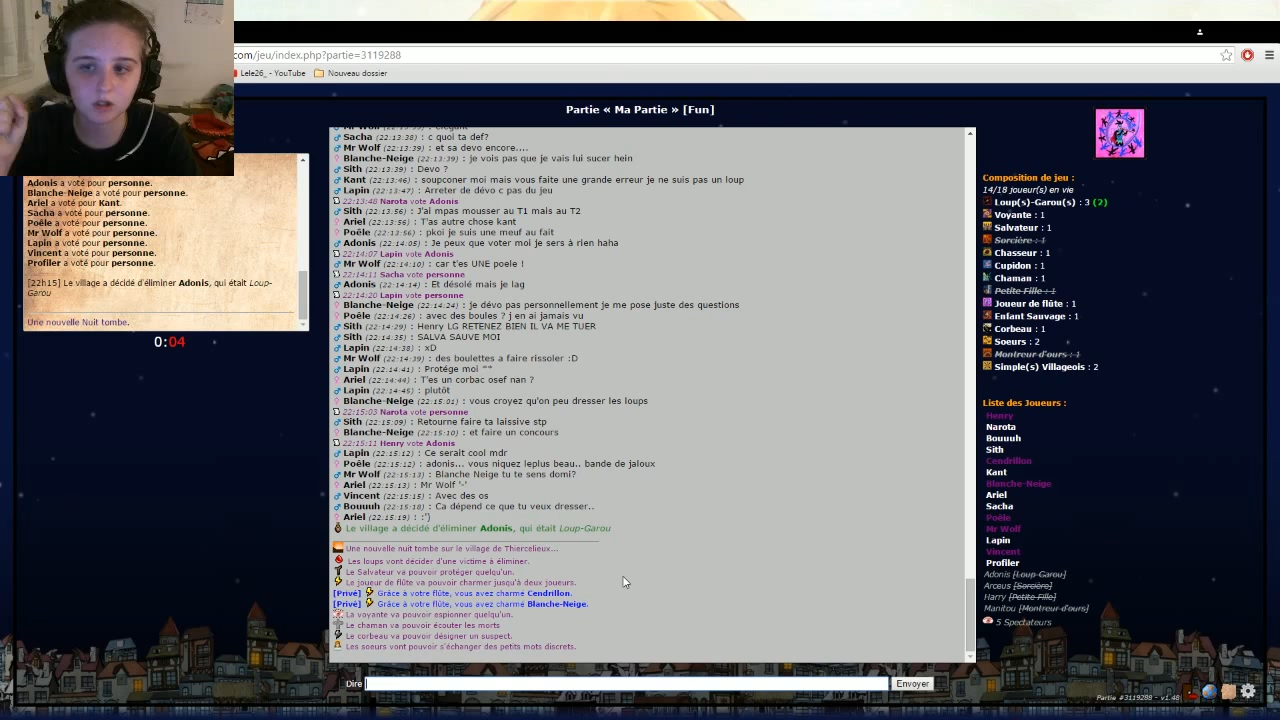 com/jeu/index.php?partie=3119288
Lele26_ - YouTube
Nouveau dossier
Partie « Ma Partie » [Fun]
Adonis a voté pour personne.
Blanche-Neige a voté pour personne.
Ariel a voté pour Kant.
Sacha a voté pour personne.
Poêle a voté pour personne.
Mr Wolf a voté pour personne.
Lapin a voté pour personne.
Vincent a voté pour personne.
Profiler a voté pour personne.
[22h15] Le village a décidé d'éliminer Adonis, qui était Loup-
Garou
Une nouvelle Nuit tombe.
0:04
Mr Wolf (22:13:35) : elegant
Sacha (22:13:38) : c quoi ta def?
Mr Wolf (22:13:39) : et sa devo encore....
Blanche-Neige (22:13:39) : je vois pas que je vais lui sucer hein
Sith (22:13:39) : Devo ?
Kant (22:13:46) : soupconer moi mais vous faite une grande erreur je ne suis pas un loup
Lapin (22:13:47) : Arreter de dévo c pas du jeu
22:13:48 Narota vote Adonis
Sith (22:13:56) : J'ai mpas mousser au T1 mais au T2
Ariel (22:13:56) : T'as autre chose kant
Poêle (22:13:56) : pkoi je suis une meuf au fait
Adonis (22:14:05) : Je peux que voter moi je sers à rien haha
22:14:07 Lapin vote Adonis
Mr Wolf (22:14:10) : car t'es UNE poele !
22:14:11 Sacha vote personne
Adonis (22:14:14) : Et désolé mais je lag
22:14:20 Lapin vote personne
Blanche-Neige (22:14:24) : je dévo pas personnellement je me pose juste des questions
Poêle (22:14:26) : avec des boules ? j en ai jamais vu
Sith (22:14:29) : Henry LG RETENEZ BIEN IL VA ME TUER
Sith (22:14:35) : SALVA SAUVE MOI
Lapin (22:14:38) : xD
Mr Wolf (22:14:39) : des boulettes a faire rissoler :D
Lapin (22:14:41) : Protége moi ^^
Ariel (22:14:44) : T'es un corbac osef nan ?
Lapin (22:14:45) : plutôt
Blanche-Neige (22:15:01) : vous croyez qu'on peu dresser les loups
22:15:03 Narota vote personne
Sith (22:15:09) : Retourne faire ta laissive stp
Blanche-Neige (22:15:10) : et faire un concours
22:15:11 Henry vote Adonis
Lapin (22:15:12) : Ce serait cool mdr
Poêle (22:15:12) : adonis... vous niquez leplus beau.. bande de jaloux
Mr Wolf (22:15:13) : Blanche Neige tu te sens domi?
Ariel (22:15:13) : Mr Wolf '-'
Vincent (22:15:15) : Avec des os
Bouuuh (22:15:18) : Ca dépend ce que tu veux dresser..
Ariel (22:15:19) : :')
Le village a décidé d'éliminer Adonis, qui était Loup-Garou
Une nouvelle nuit tombe sur le village de Thiercelieux...
Les loups vont décider d'une victime à éliminer.
Le Salvateur va pouvoir protéger quelqu'un.
Le joueur de flûte va pouvoir charmer jusqu'à deux joueurs.
[Privé] Grâce à votre flûte, vous avez charmé Cendrillon.
[Privé] Grâce à votre flûte, vous avez charmé Blanche-Neige.
La voyante va pouvoir espionner quelqu'un.
Le chaman va pouvoir écouter les morts
Le corbeau va pouvoir désigner un suspect.
Les soeurs vont pouvoir s'échanger des petits mots discrets.
Dire
Envoyer
Composition de jeu :
14/18 joueur(s) en vie
Loup(s)-Garou(s) : 3 (2)
Voyante : 1
Salvateur : 1
Sorcière : 1
Chasseur : 1
Cupidon : 1
Chaman : 1
Petite Fille : 1
Joueur de flûte : 1
Enfant Sauvage : 1
Corbeau : 1
Soeurs : 2
Montreur d'ours : 1
Simple(s) Villageois : 2
Liste des Joueurs :
Henry
Narota
Bouuuh
Sith
Cendrillon
Kant
Blanche-Neige
Ariel
Sacha
Poêle
Mr Wolf
Lapin
Vincent
Profiler
Adonis [Loup-Garou]
Arceus [Sorcière]
Harry [Petite Fille]
Manitou [Montreur d'ours]
5 Spectateurs
Partie #3119288 - v1.48